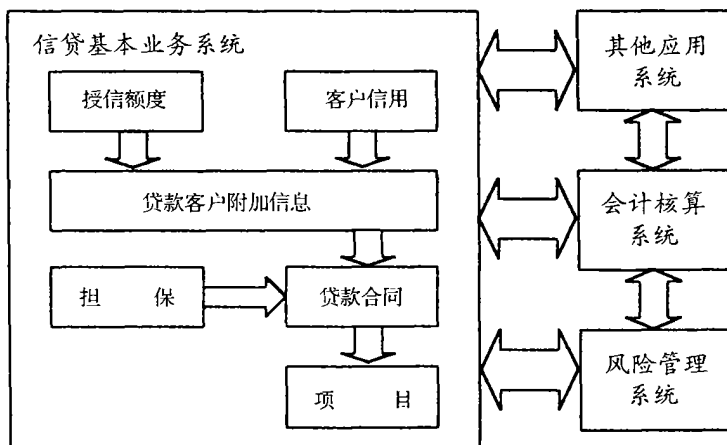 信贷基本业务系统
授信额度
客户信用
贷款客户附加信息
担 保
贷款合同
项 目
其他应用
系统
会计核算
系统
风险管理
系统